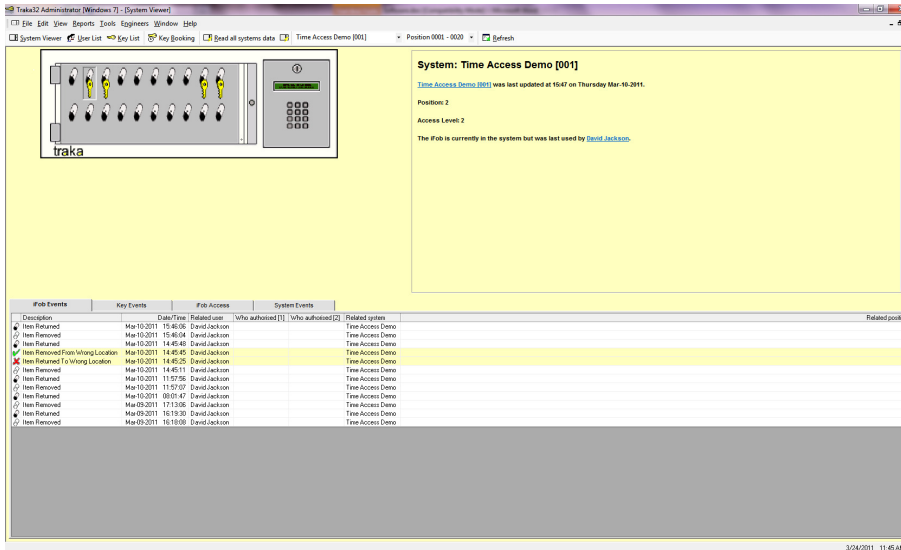 Traka32 Administrator [Windows 7] - [System Viewer]
File Edit View Reports Tools Engineers Window Help
System Viewer User List Key List Key Booking Read all systems data Time Access Demo [001] Position 0001 - 0020 Refresh
System: Time Access Demo [001]
Time Access Demo [001] was last updated at 15:47 on Thursday Mar-10-2011.
Position: 2
Access Level: 2
The iFob is currently in the system but was last used by David Jackson.
traka
iFob Events Key Events iFob Access System Events
Description Date/Time Related user Who authorised [1] Who authorised [2] Related system Related positi
Item Returned Mar-10-2011 15:46:06 David Jackson Time Access Demo
Item Removed Mar-10-2011 15:46:04 David Jackson Time Access Demo
Item Returned Mar-10-2011 14:45:48 David Jackson Time Access Demo
Item Removed From Wrong Location Mar-10-2011 14:45:45 David Jackson Time Access Demo
Item Returned To Wrong Location Mar-10-2011 14:45:25 David Jackson Time Access Demo
Item Removed Mar-10-2011 14:45:11 David Jackson Time Access Demo
Item Returned Mar-10-2011 11:57:56 David Jackson Time Access Demo
Item Removed Mar-10-2011 11:57:07 David Jackson Time Access Demo
Item Returned Mar-10-2011 08:01:47 David Jackson Time Access Demo
Item Removed Mar-09-2011 17:13:06 David Jackson Time Access Demo
Item Returned Mar-09-2011 16:19:30 David Jackson Time Access Demo
Item Removed Mar-09-2011 16:18:08 David Jackson Time Access Demo
3/24/2011 11:45 AM